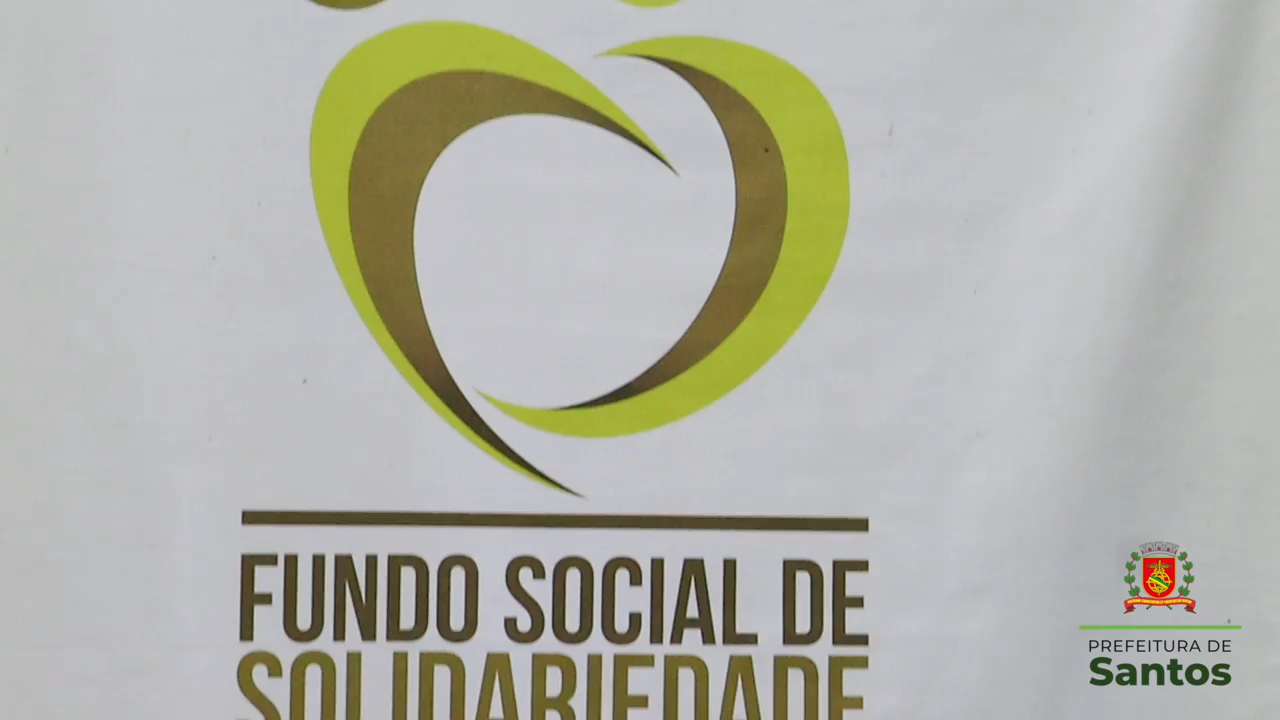 FUNDO SOCIAL DE
SOLIDARIEDADE
PREFEITURA DE
Santos